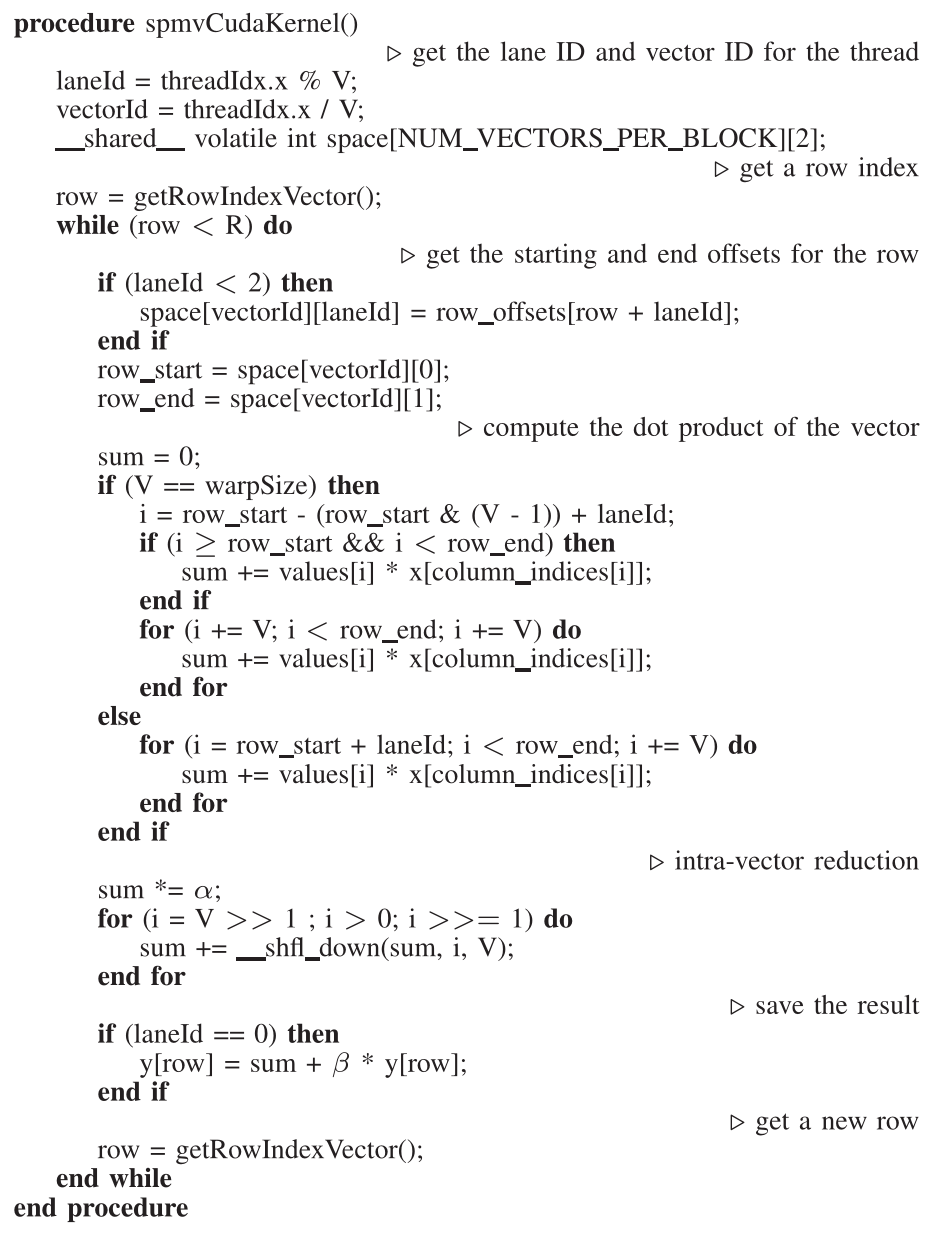 procedure spmvCudaKernel()
▷ get the lane ID and vector ID for the thread
laneId = threadIdx.x % V;
vectorId = threadIdx.x / V;
__shared__ volatile int space[NUM_VECTORS_PER_BLOCK][2];
▷ get a row index
row = getRowIndexVector();
while (row < R) do
▷ get the starting and end offsets for the row
if (laneId < 2) then
space[vectorId][laneId] = row_offsets[row + laneId];
end if
row_start = space[vectorId][0];
row_end = space[vectorId][1];
▷ compute the dot product of the vector
sum = 0;
if (V == warpSize) then
i = row_start - (row_start & (V - 1)) + laneId;
if (i ≥ row_start && i < row_end) then
sum += values[i] * x[column_indices[i]];
end if
for (i += V; i < row_end; i += V) do
sum += values[i] * x[column_indices[i]];
end for
else
for (i = row_start + laneId; i < row_end; i += V) do
sum += values[i] * x[column_indices[i]];
end for
end if
▷ intra-vector reduction
sum *= α;
for (i = V >> 1 ; i > 0; i >>= 1) do
sum += __shfl_down(sum, i, V);
end for
▷ save the result
if (laneId == 0) then
y[row] = sum + β * y[row];
end if
▷ get a new row
row = getRowIndexVector();
end while
end procedure